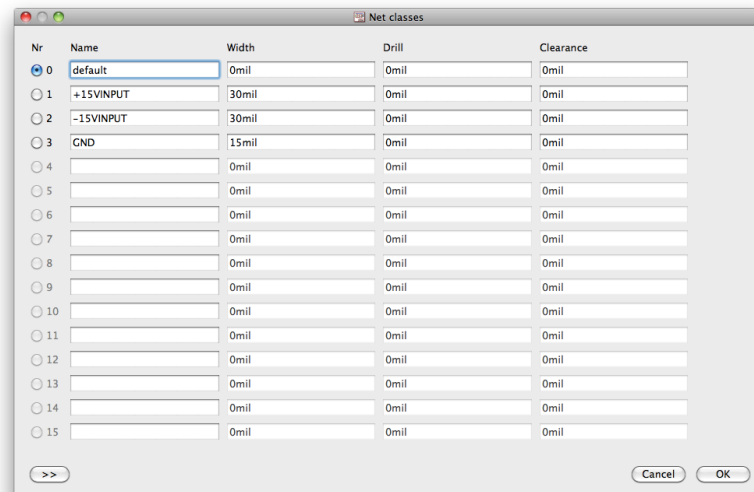 Net classes
Nr Name Width Drill Clearance
0 default 0mil 0mil 0mil
1 +15VINPUT 30mil 0mil 0mil
2 -15VINPUT 30mil 0mil 0mil
3 GND 15mil 0mil 0mil
4 0mil 0mil 0mil
5 0mil 0mil 0mil
6 0mil 0mil 0mil
7 0mil 0mil 0mil
8 0mil 0mil 0mil
9 0mil 0mil 0mil
10 0mil 0mil 0mil
11 0mil 0mil 0mil
12 0mil 0mil 0mil
13 0mil 0mil 0mil
14 0mil 0mil 0mil
15 0mil 0mil 0mil
>> Cancel OK